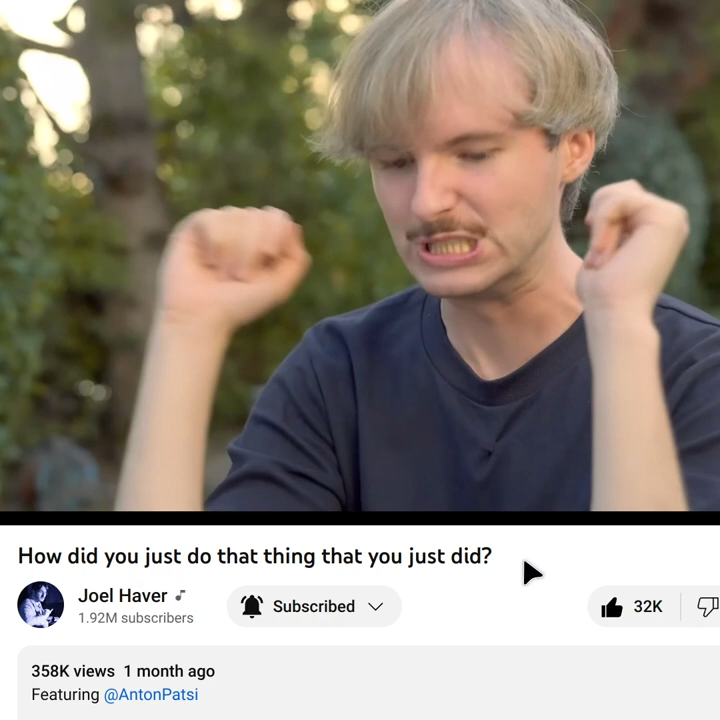 How did you just do that thing that you just did?
Joel Haver
1.92M subscribers
Subscribed
32K
358K views 1 month ago
Featuring @AntonPatsi